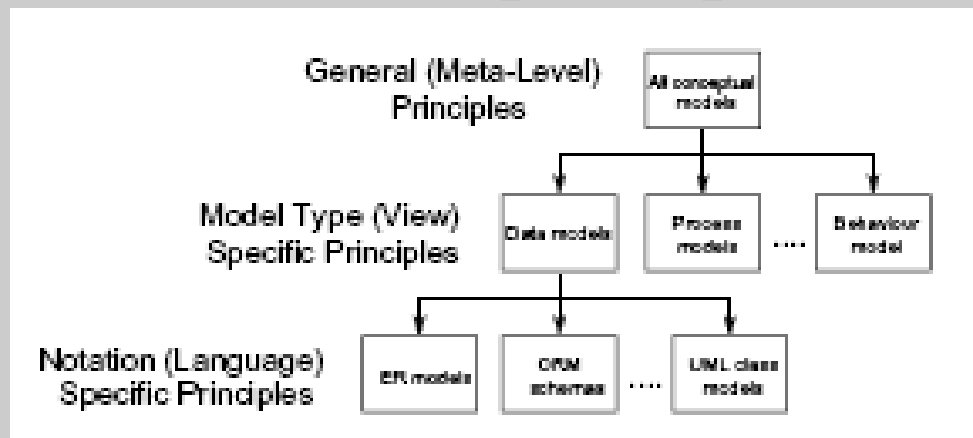 General (Meta-Level)
Principles
All conceptual
models
Model Type (View)
Specific Principles
Data models
Process
models
....
Behaviour
model
Notation (Language)
Specific Principles
ER models
ORM
schemas
....
UML class
models